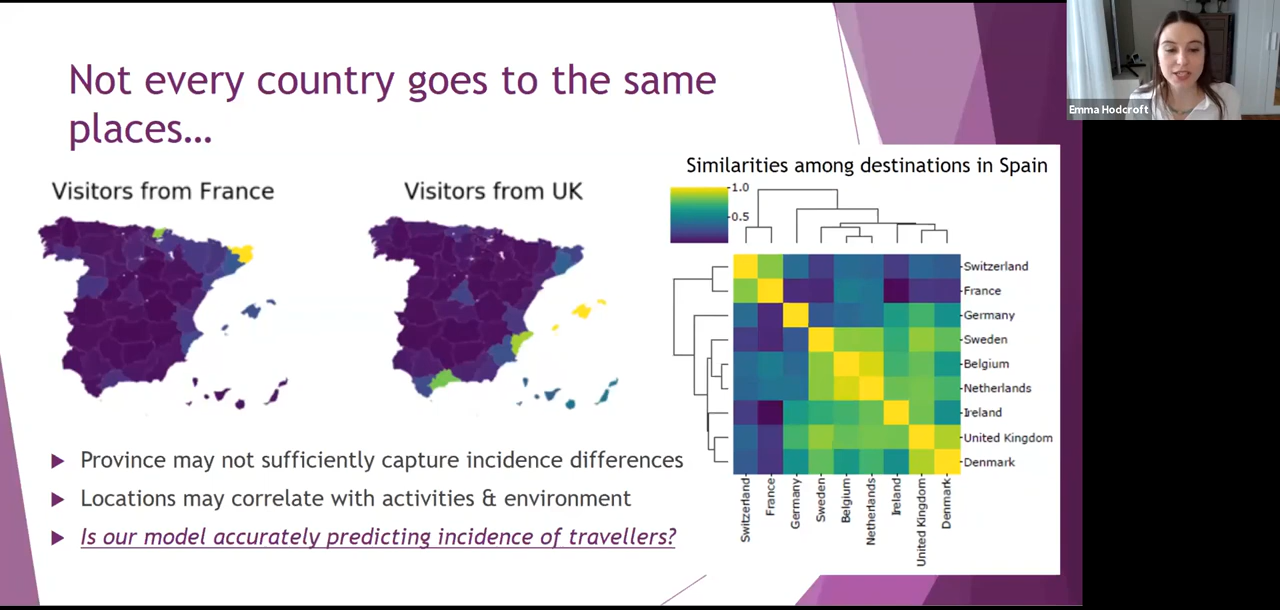 Not every country goes to the same
places…
Emma Hodcroft
Visitors from France
Visitors from UK
Similarities among destinations in Spain
1.0
0.5
Switzerland
France
Germany
Sweden
Belgium
Netherlands
Ireland
United Kingdom
Denmark
Switzerland
France
Germany
Sweden
Belgium
Netherlands
Ireland
United Kingdom
Denmark
Province may not sufficiently capture incidence differences
Locations may correlate with activities & environment
Is our model accurately predicting incidence of travellers?